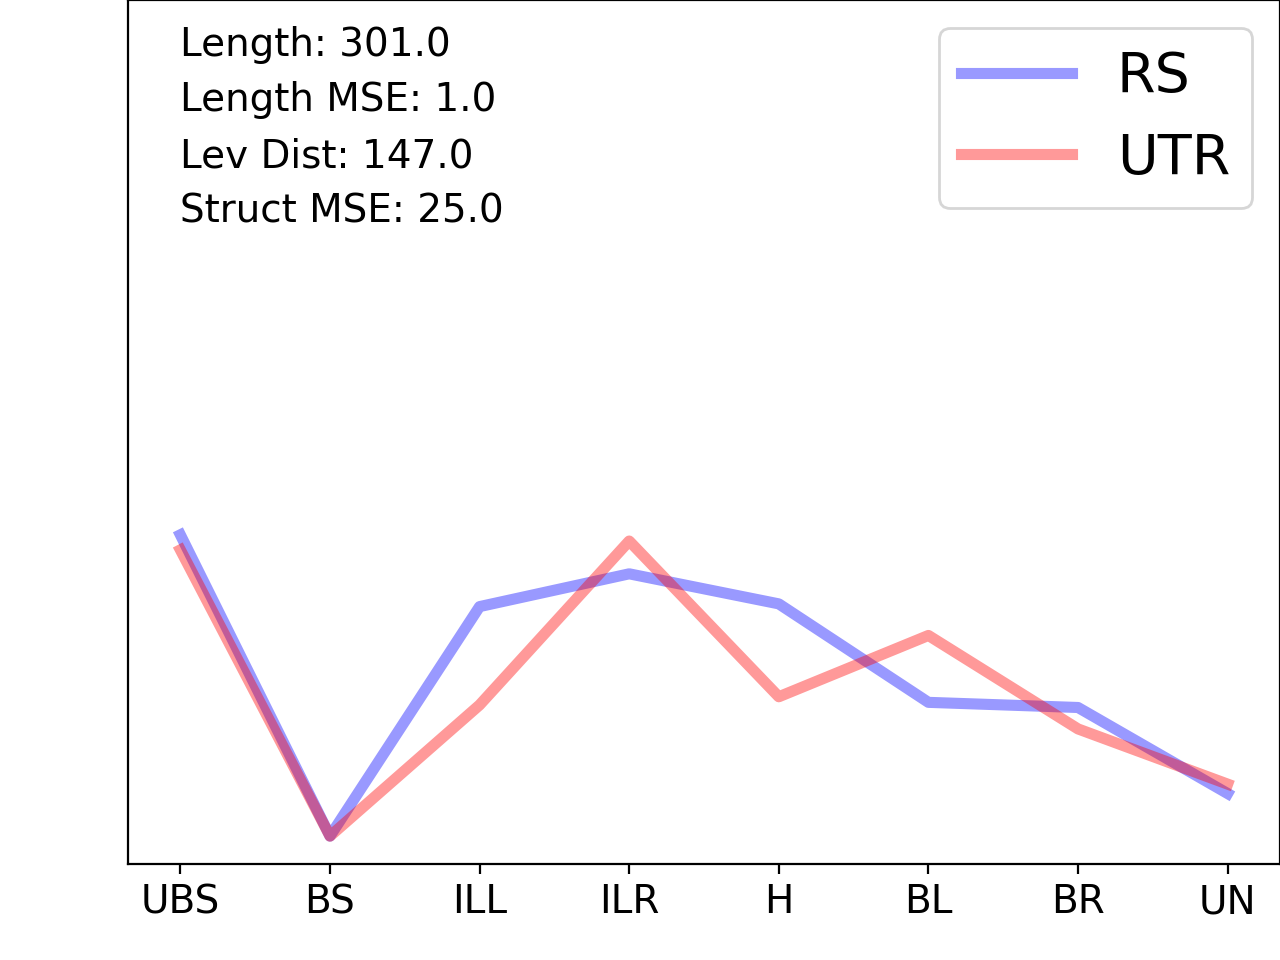 Length: 301.0
Length MSE: 1.0
Lev Dist: 147.0
Struct MSE: 25.0
RS
UTR
UBS BS ILL ILR H BL BR UN